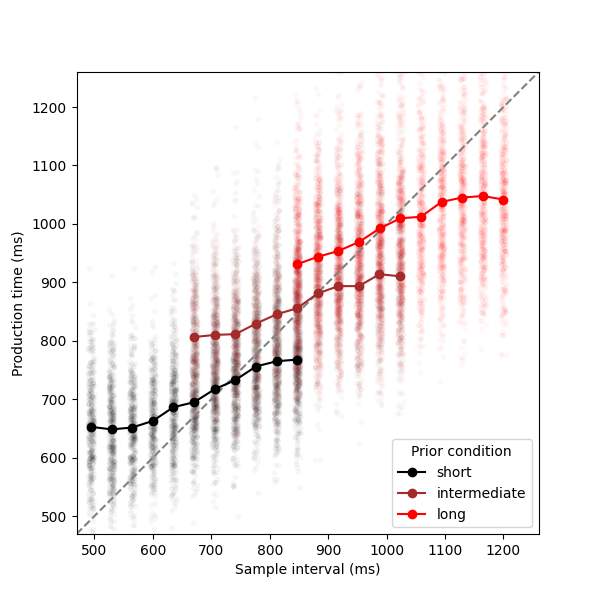 1200
1100
1000
900
800
700
600
500
Production time (ms)
500 600 700 800 900 1000 1100 1200
Sample interval (ms)
Prior condition
short
intermediate
long